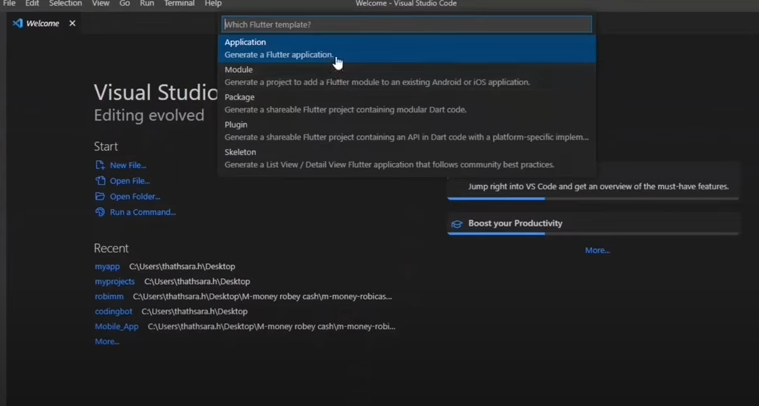 File Edit Selection View Go Run Terminal Help
Welcome - Visual Studio Code
Welcome
Which Flutter template?
Application
Generate a Flutter application.
Module
Generate a project to add a Flutter module to an existing Android or iOS application.
Package
Generate a shareable Flutter project containing modular Dart code.
Plugin
Generate a shareable Flutter project containing an API in Dart code with a platform-specific implem...
Skeleton
Generate a List View / Detail View Flutter application that follows community best practices.
Visual Studio
Editing evolved
Start
New File...
Open File...
Open Folder...
Run a Command...
Jump right into VS Code and get an overview of the must-have features.
Boost your Productivity
More...
Recent
myapp C:\Users\thathsara.h\Desktop
myprojects C:\Users\thathsara.h\Desktop
robimm C:\Users\thathsara.h\Desktop\M-money robey cash\m-money-robicas...
codingbot C:\Users\thathsara.h\Desktop
Mobile_App C:\Users\thathsara.h\Desktop\M-money robey cash\m-money-robi...
More...